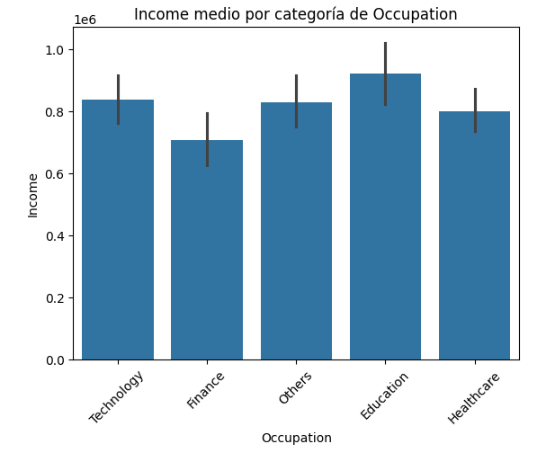 Income medio por categoría de Occupation
1e6
1.0
0.8
0.6
0.4
0.2
0.0
Income
Technology
Finance
Others
Education
Healthcare
Occupation